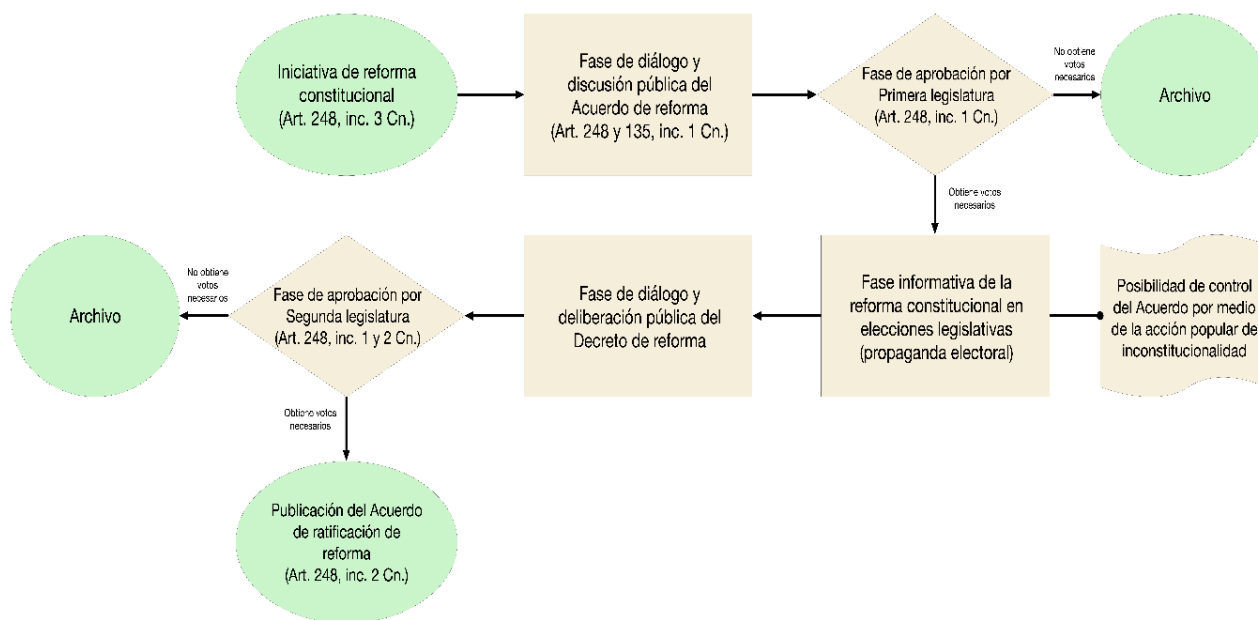 Iniciativa de reforma
constitucional
(Art. 248, inc. 3 Cn.)
Fase de diálogo y
discusión pública del
Acuerdo de reforma
(Art. 248 y 135, inc. 1 Cn.)
Fase de aprobación por
Primera legislatura
(Art. 248, inc. 1 Cn.)
No obtiene
votos
necesarios
Archivo
Obtiene votos
necesarios
Archivo
No obtiene
votos
necesarios
Fase de aprobación por
Segunda legislatura
(Art. 248, inc. 1 y 2 Cn.)
Fase de diálogo y
deliberación pública del
Decreto de reforma
Fase informativa de la
reforma constitucional en
elecciones legislativas
(propaganda electoral)
Posibilidad de control
del Acuerdo por medio
de la acción popular de
inconstitucionalidad
Obtiene votos
necesarios
Publicación del Acuerdo
de ratificación de
reforma
(Art. 248, inc. 2 Cn.)